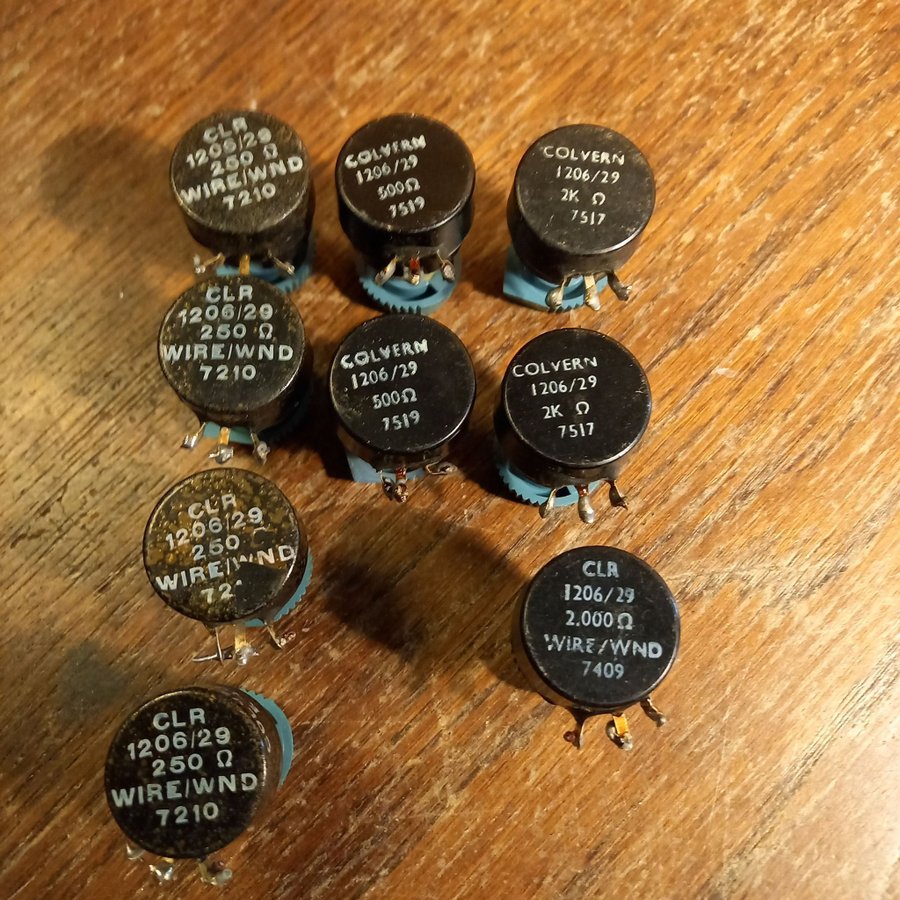 CLR
1206/29
250 Ω
WIRE/WND
7210
COLVERN
1206/29
500Ω
7519
COLVERN
1206/29
2K Ω
7517
CLR
1206/29
250 Ω
WIRE/WND
7210
COLVERN
1206/29
500Ω
7519
COLVERN
1206/29
2K Ω
7517
CLR
1206/29
250
WIRE/WND
CLR
1206/29
2.000Ω
WIRE/WND
7409
CLR
1206/29
250 Ω
WIRE/WND
7210